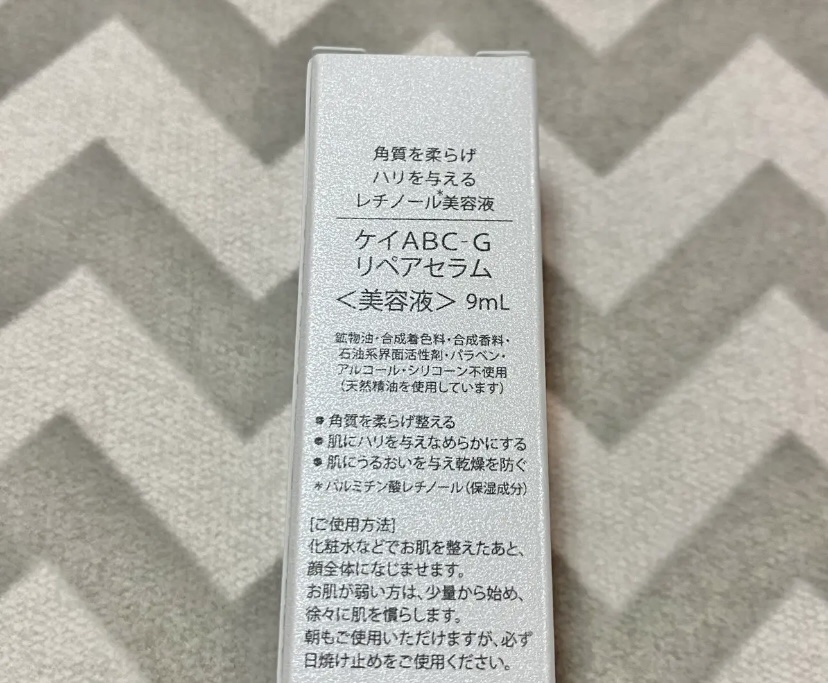 角質を柔らげ
ハリを与える
レチノール*美容液
ケイABC-G
リペアセラム
＜美容液＞ 9mL
鉱物油・合成着色料・合成香料・
石油系界面活性剤・パラベン・
アルコール・シリコーン不使用
（天然精油を使用しています）
● 角質を柔らげ整える
● 肌にハリを与えなめらかにする
● 肌にうるおいを与え乾燥を防ぐ
＊パルミチン酸レチノール（保湿成分）
[ご使用方法]
化粧水などでお肌を整えたあと、
顔全体になじませます。
お肌が弱い方は、少量から始め、
徐々に肌を慣らします。
朝もご使用いただけますが、必ず
日焼け止めをご使用ください。